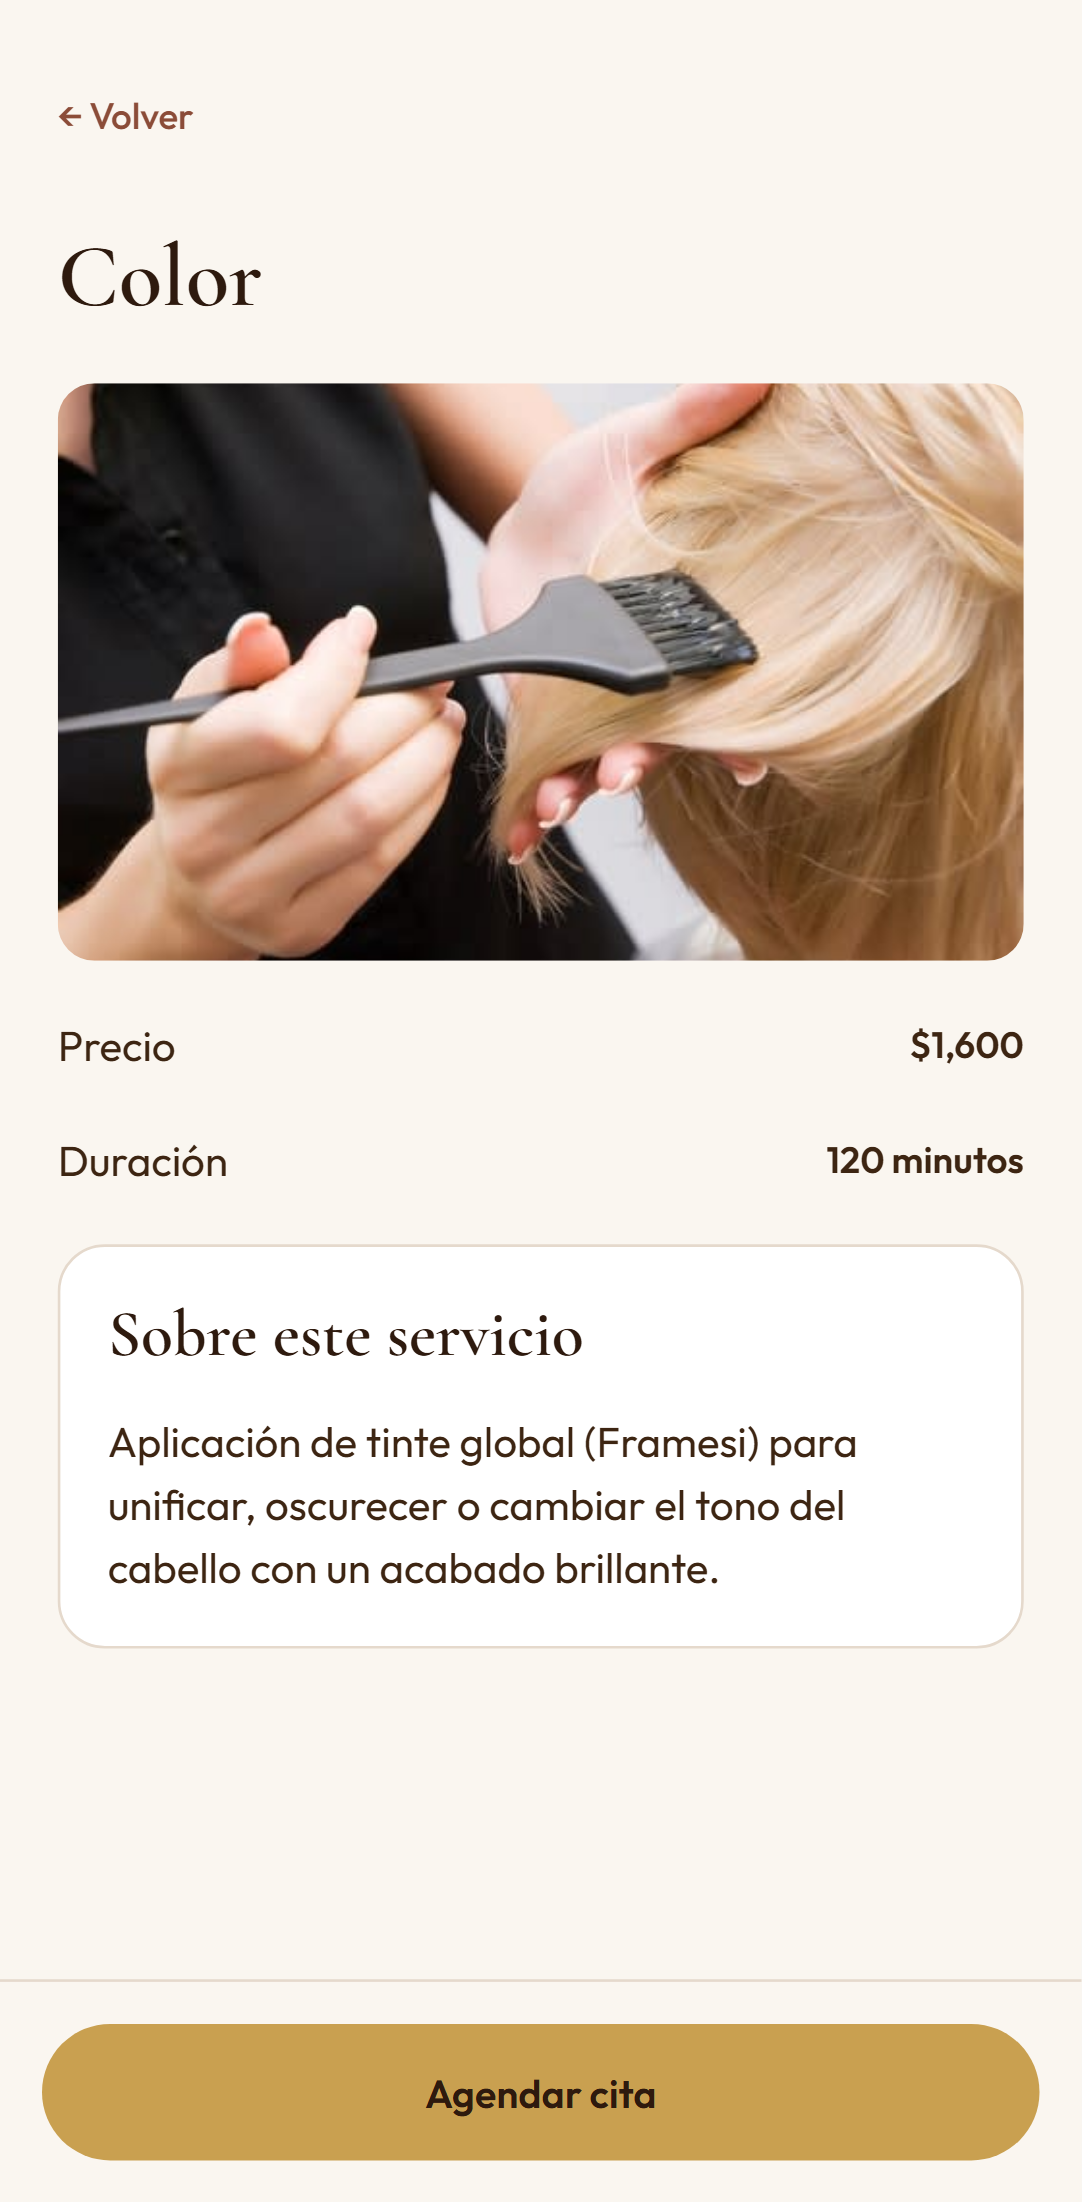 ← Volver
Color
Precio
$1,600
Duración
120 minutos
Sobre este servicio
Aplicación de tinte global (Framesi) para
unificar, oscurecer o cambiar el tono del
cabello con un acabado brillante.
Agendar cita